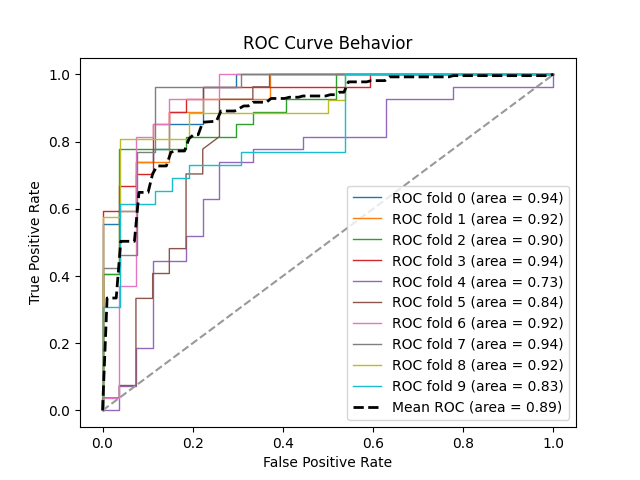 ROC Curve Behavior
True Positive Rate
1.0
0.8
0.6
0.4
0.2
0.0
ROC fold 0 (area = 0.94)
ROC fold 1 (area = 0.92)
ROC fold 2 (area = 0.90)
ROC fold 3 (area = 0.94)
ROC fold 4 (area = 0.73)
ROC fold 5 (area = 0.84)
ROC fold 6 (area = 0.92)
ROC fold 7 (area = 0.94)
ROC fold 8 (area = 0.92)
ROC fold 9 (area = 0.83)
Mean ROC (area = 0.89)
0.0 0.2 0.4 0.6 0.8 1.0
False Positive Rate